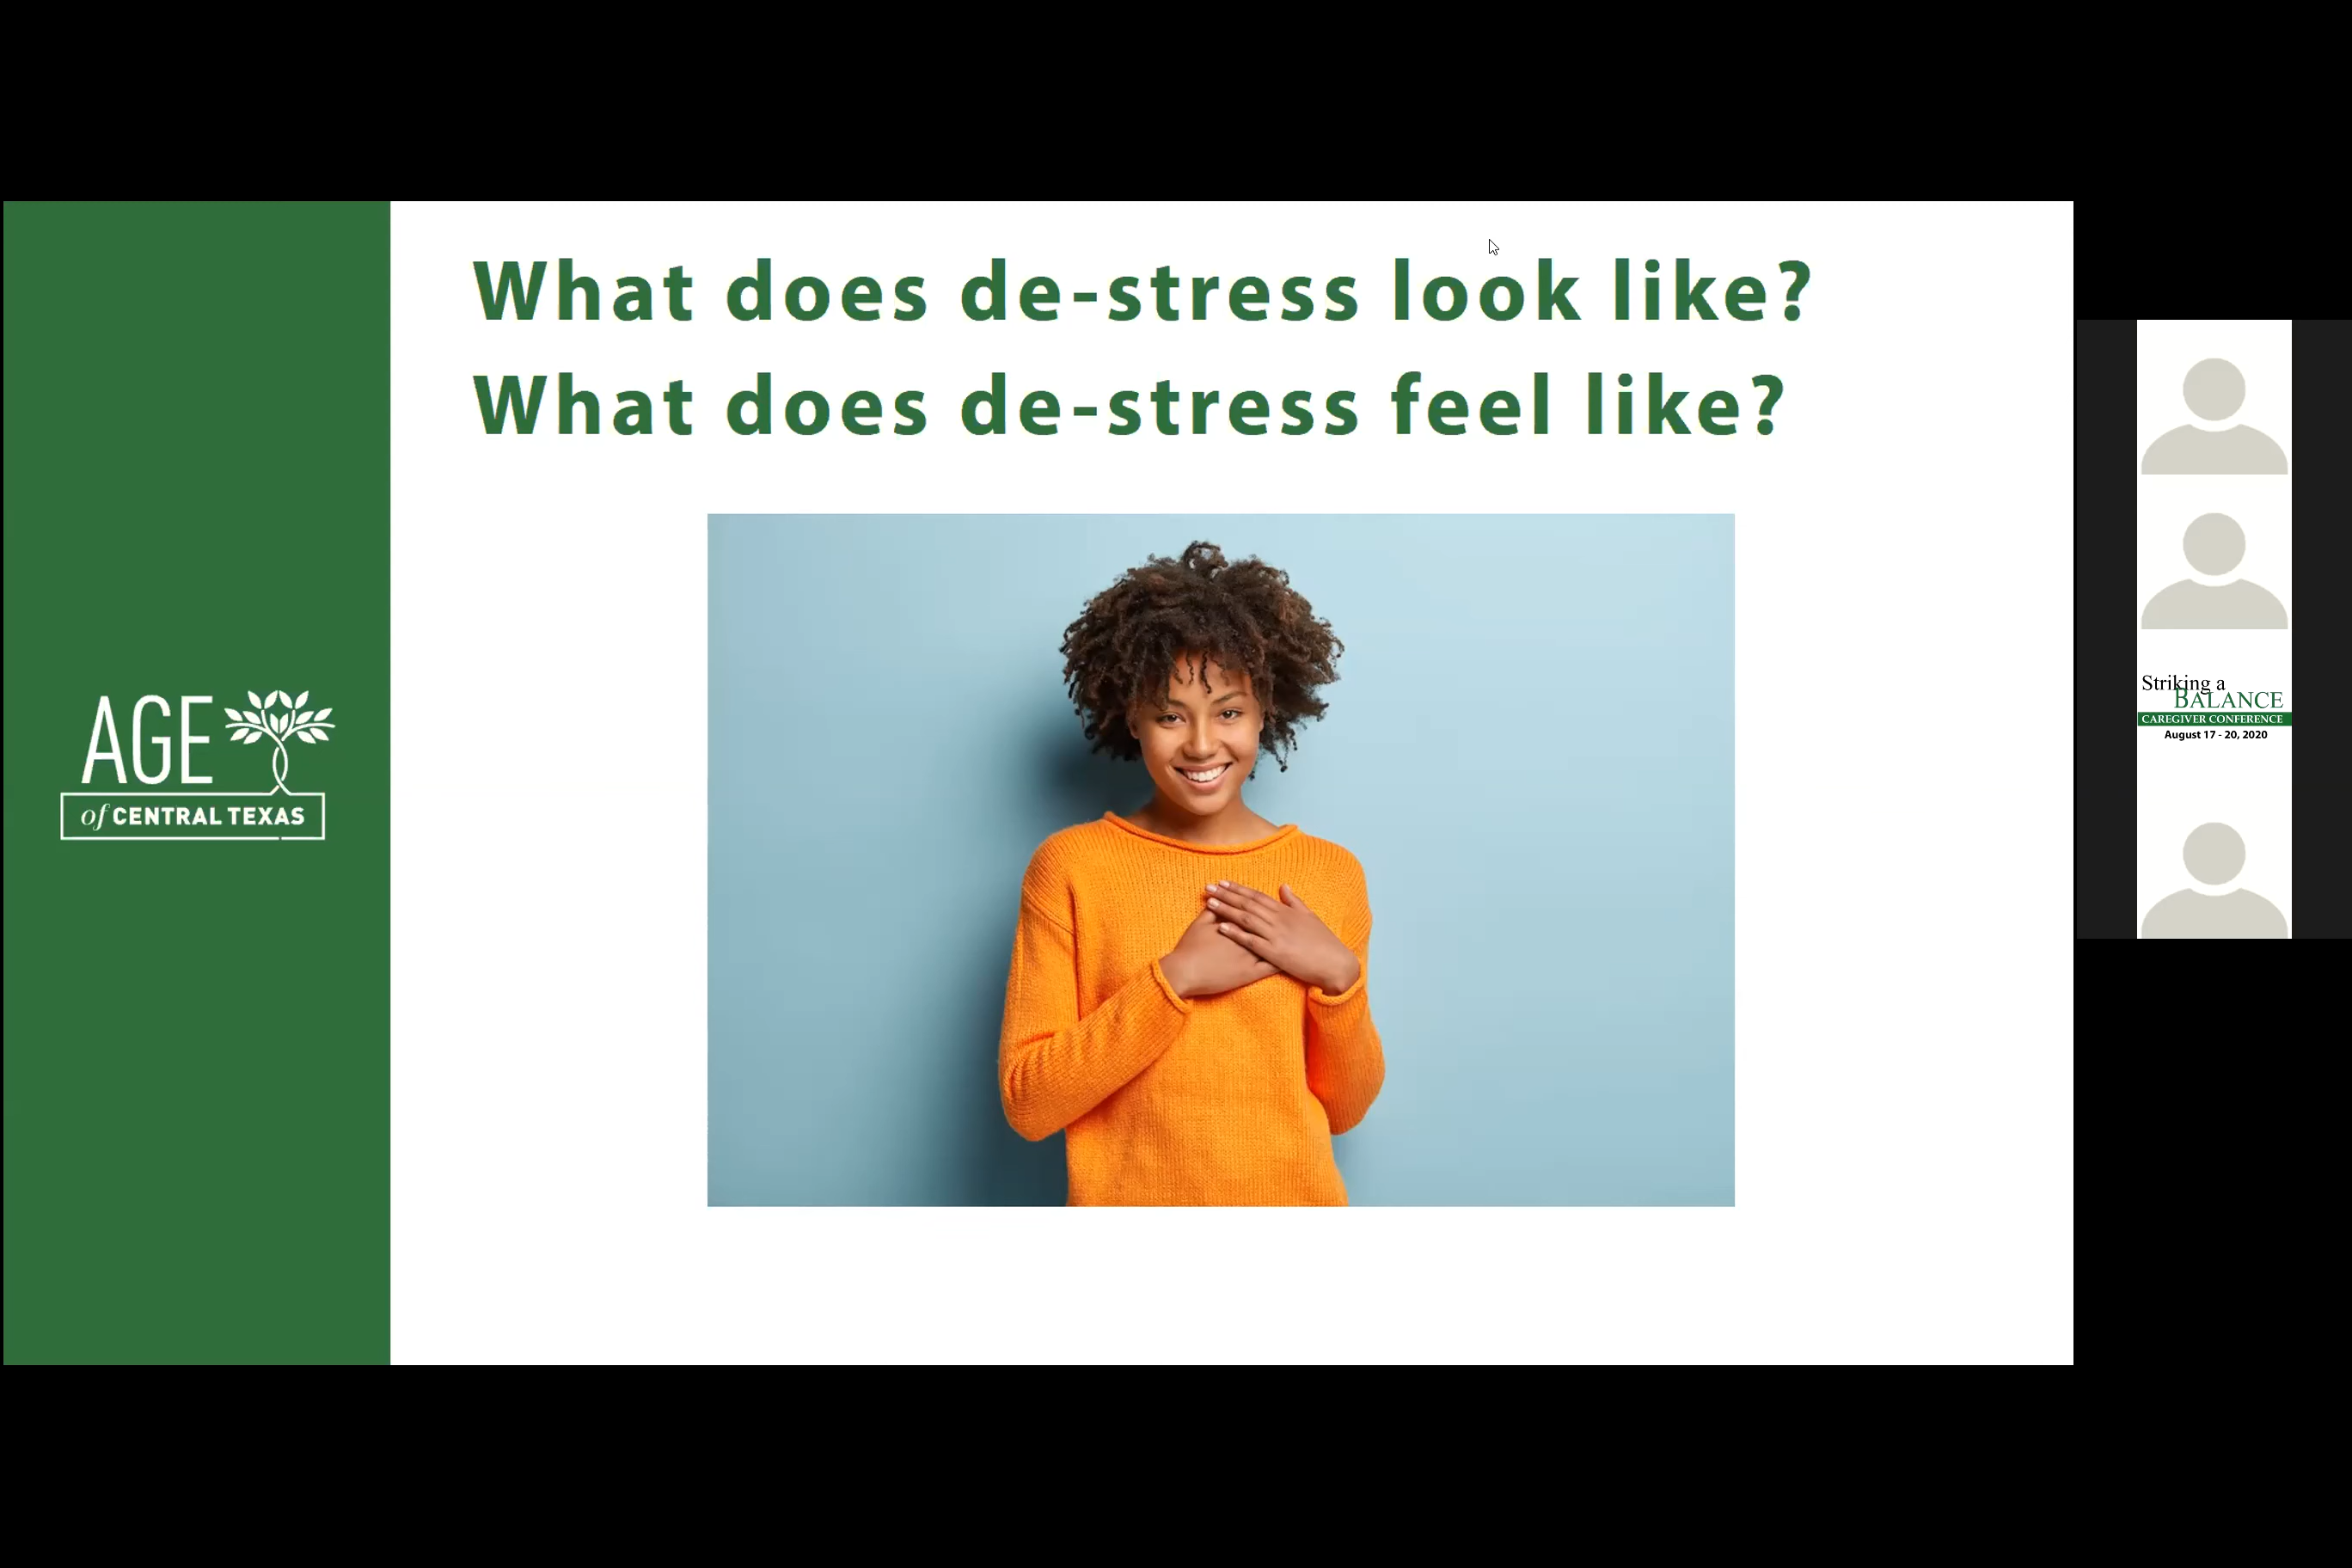 What does de-stress look like?
What does de-stress feel like?
AGE
of CENTRAL TEXAS
Striking a
BALANCE
CAREGIVER CONFERENCE
August 17 - 20, 2020